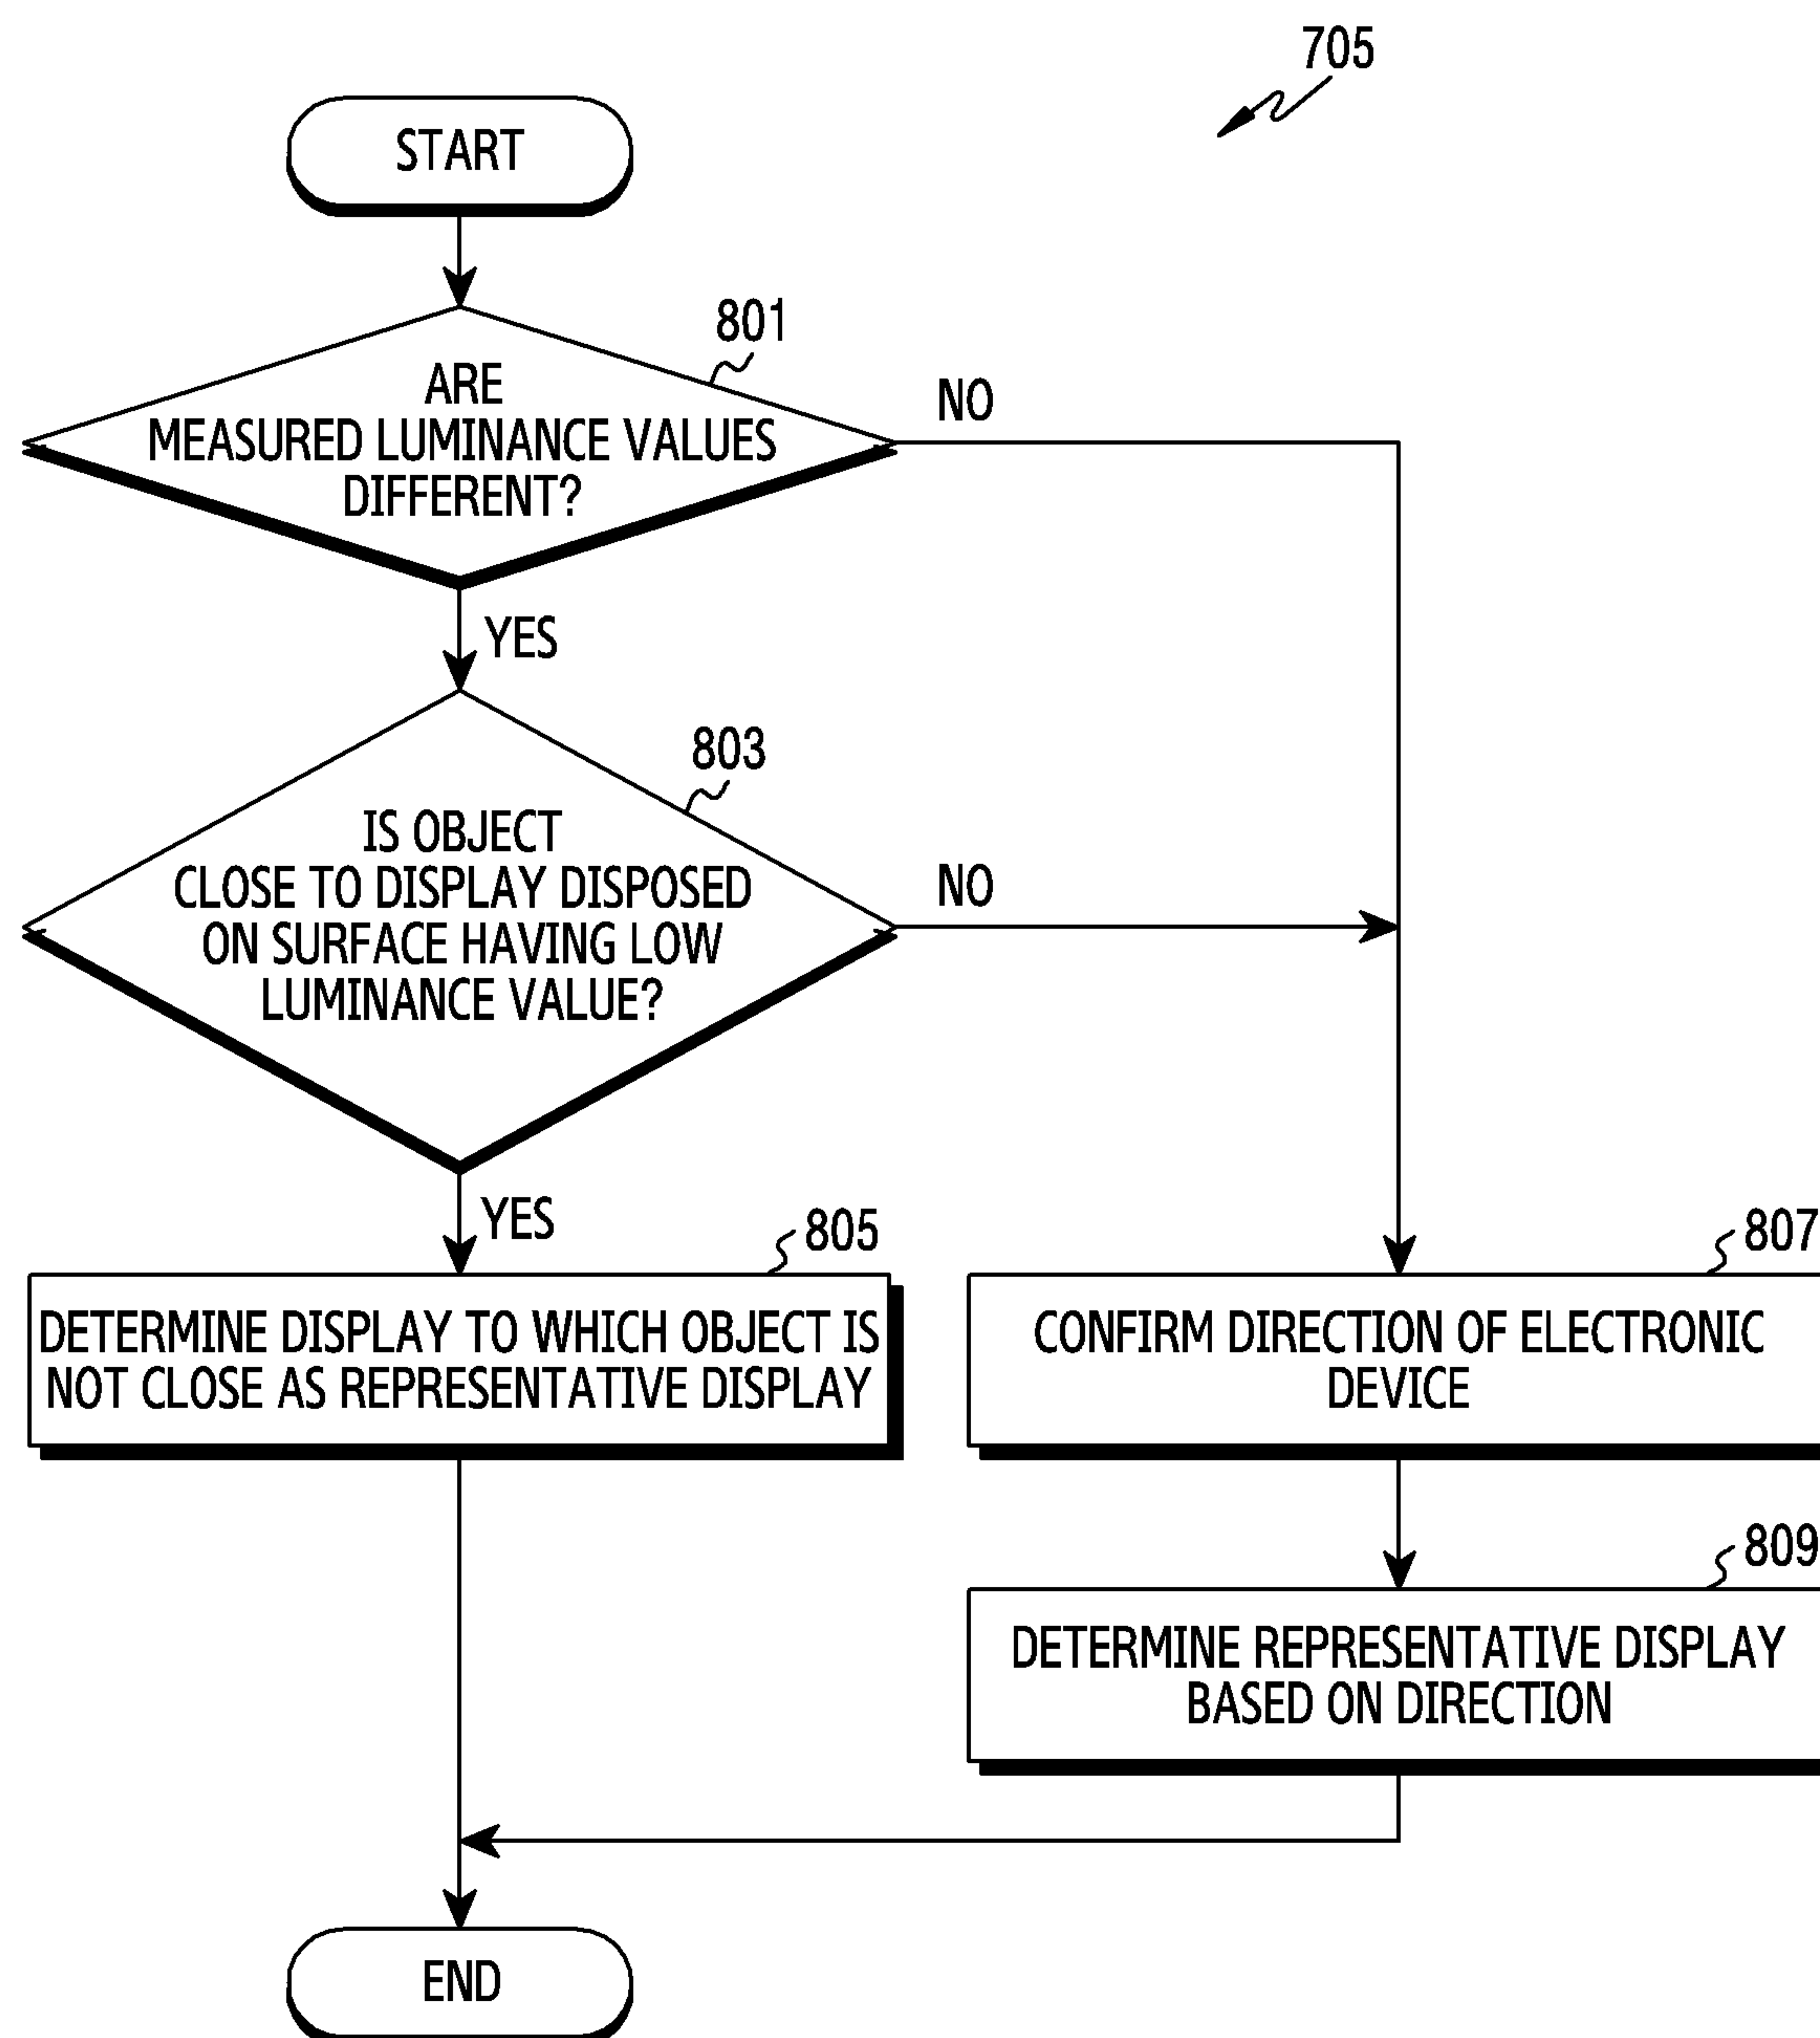 705
START
801
ARE
MEASURED LUMINANCE VALUES
DIFFERENT?
NO
YES
803
IS OBJECT
CLOSE TO DISPLAY DISPOSED
ON SURFACE HAVING LOW
LUMINANCE VALUE?
NO
YES
805
DETERMINE DISPLAY TO WHICH OBJECT IS
NOT CLOSE AS REPRESENTATIVE DISPLAY
807
CONFIRM DIRECTION OF ELECTRONIC
DEVICE
809
DETERMINE REPRESENTATIVE DISPLAY
BASED ON DIRECTION
END